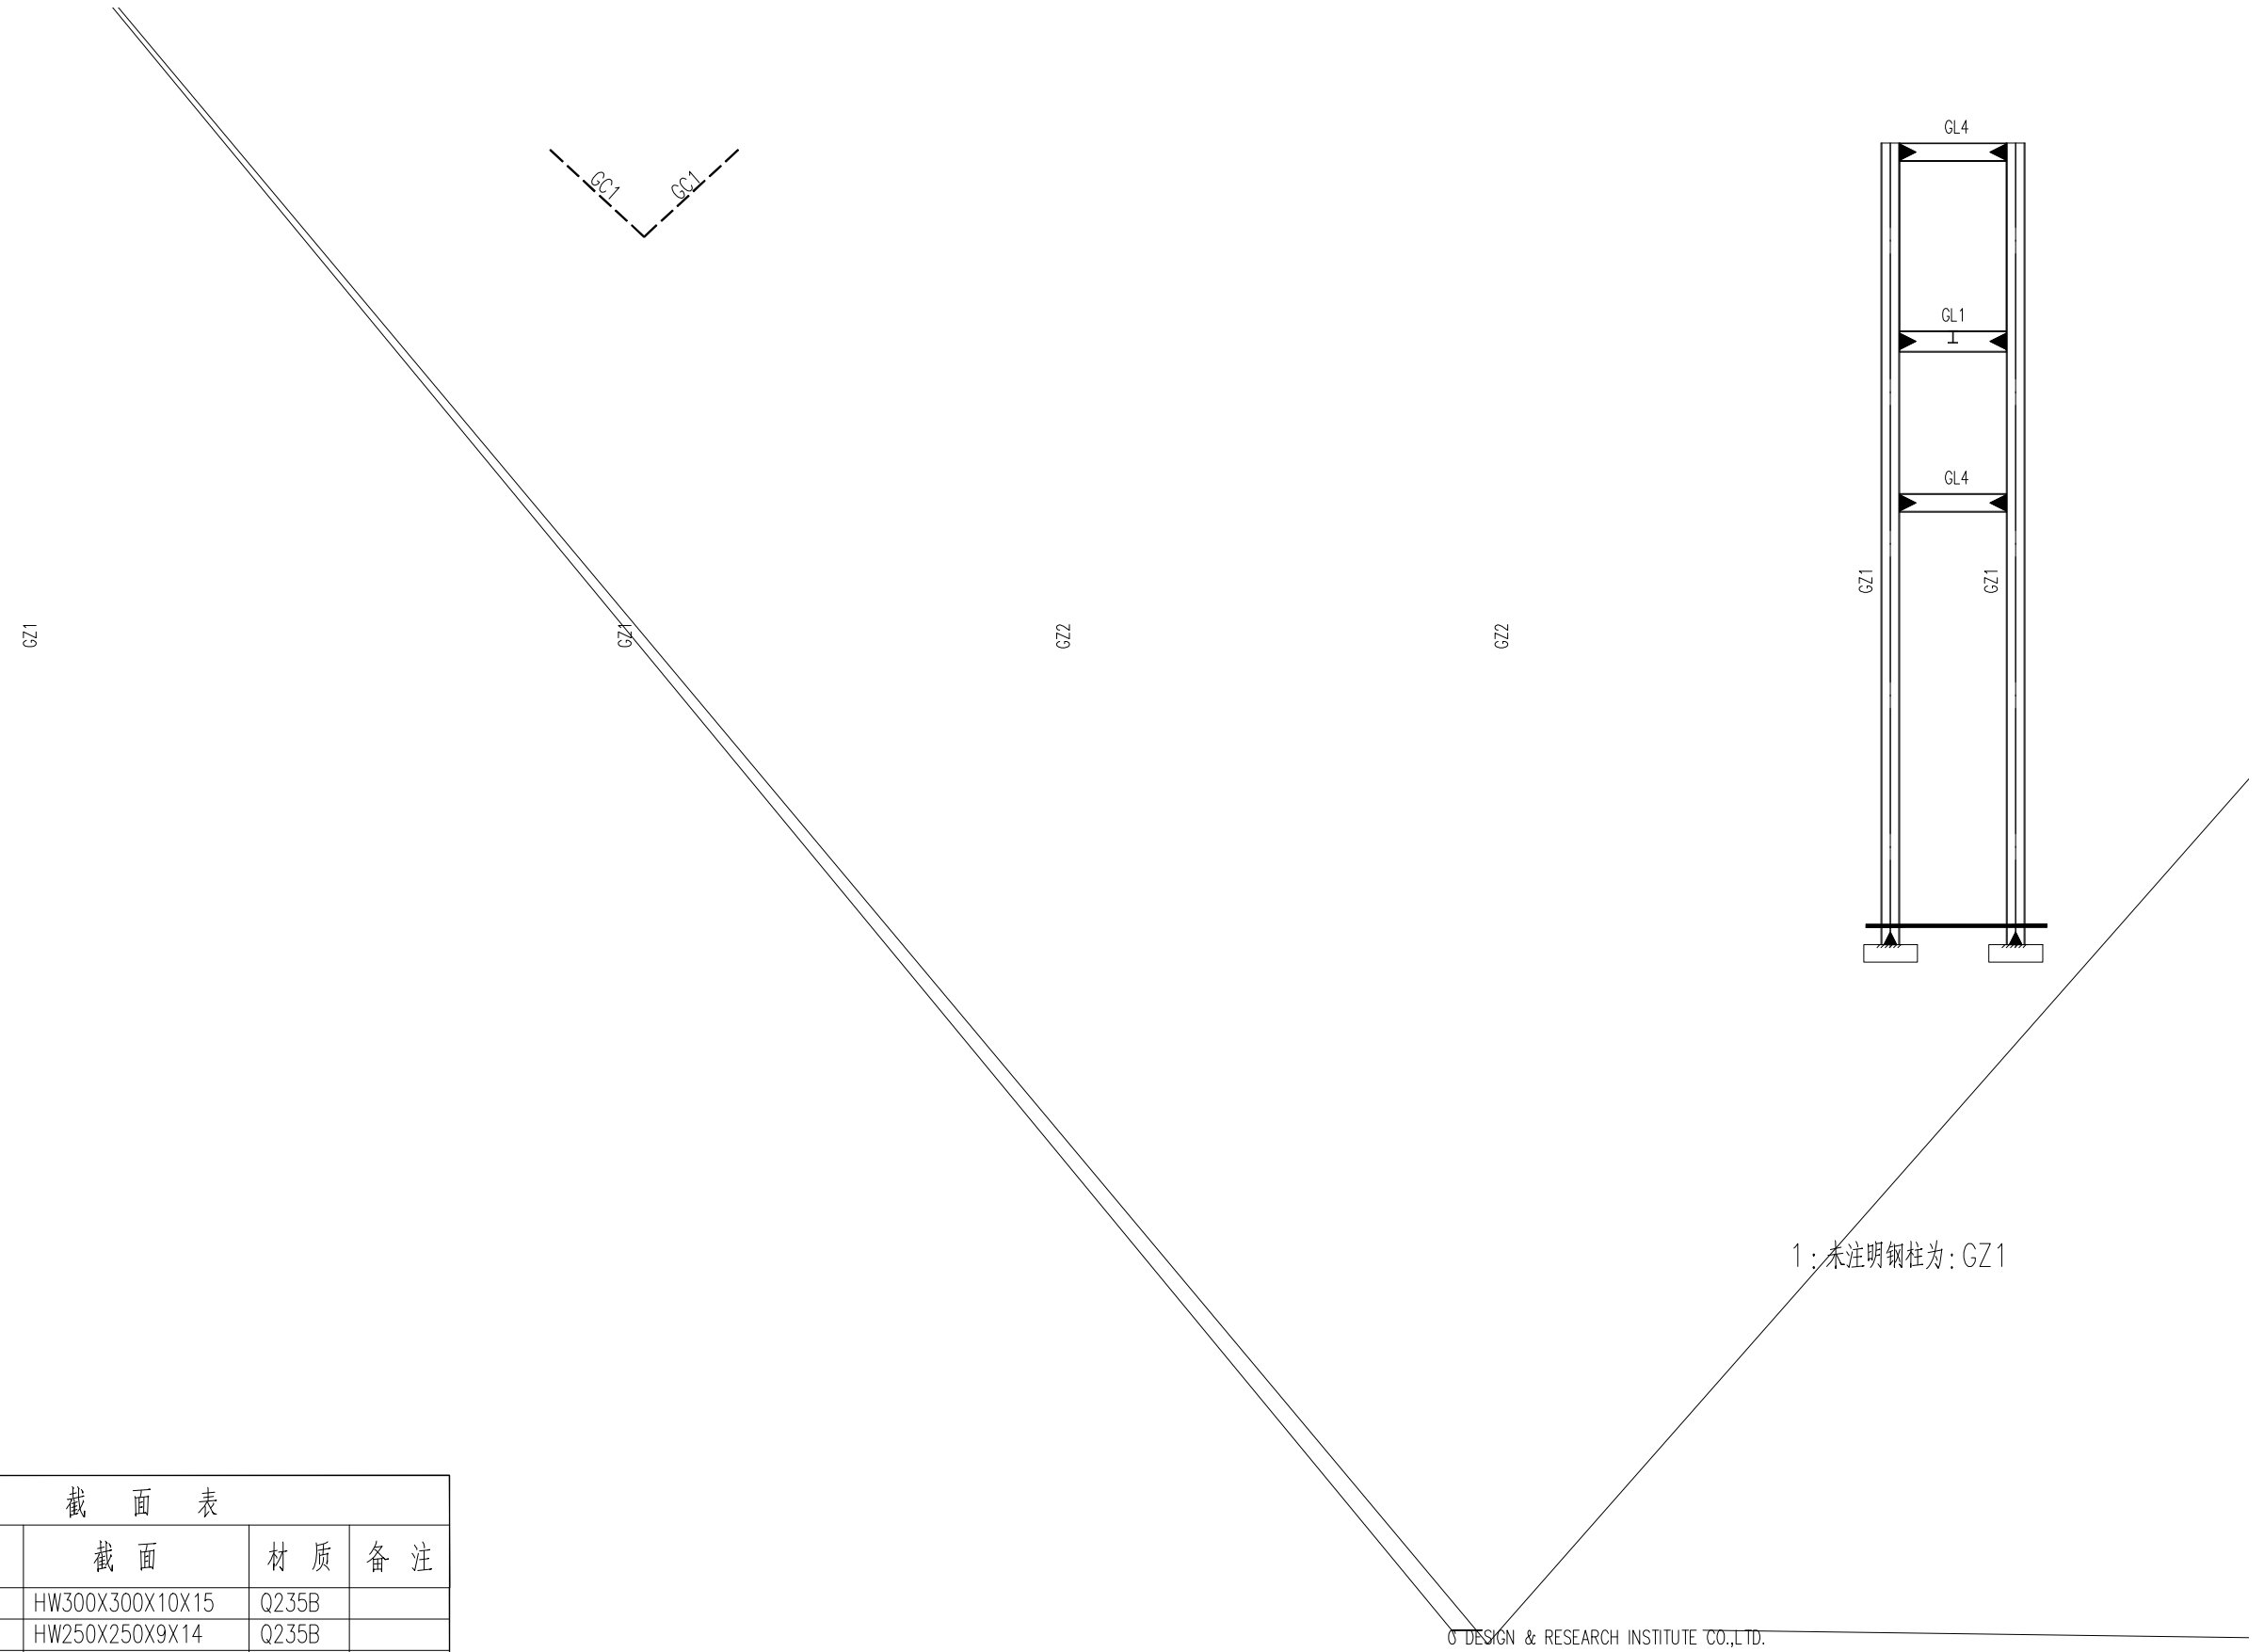 GL4
GC1
GC1
GL1
GL4
GZ1
GZ1
GZ1
GZ1
GZ2
GZ2
1：未注明钢柱为：GZ1
截 面 表
截 面 材 质 备 注
HW300X300X10X15 Q235B
HW250X250X9X14 Q235B
DESIGN & RESEARCH INSTITUTE CO.,LTD.